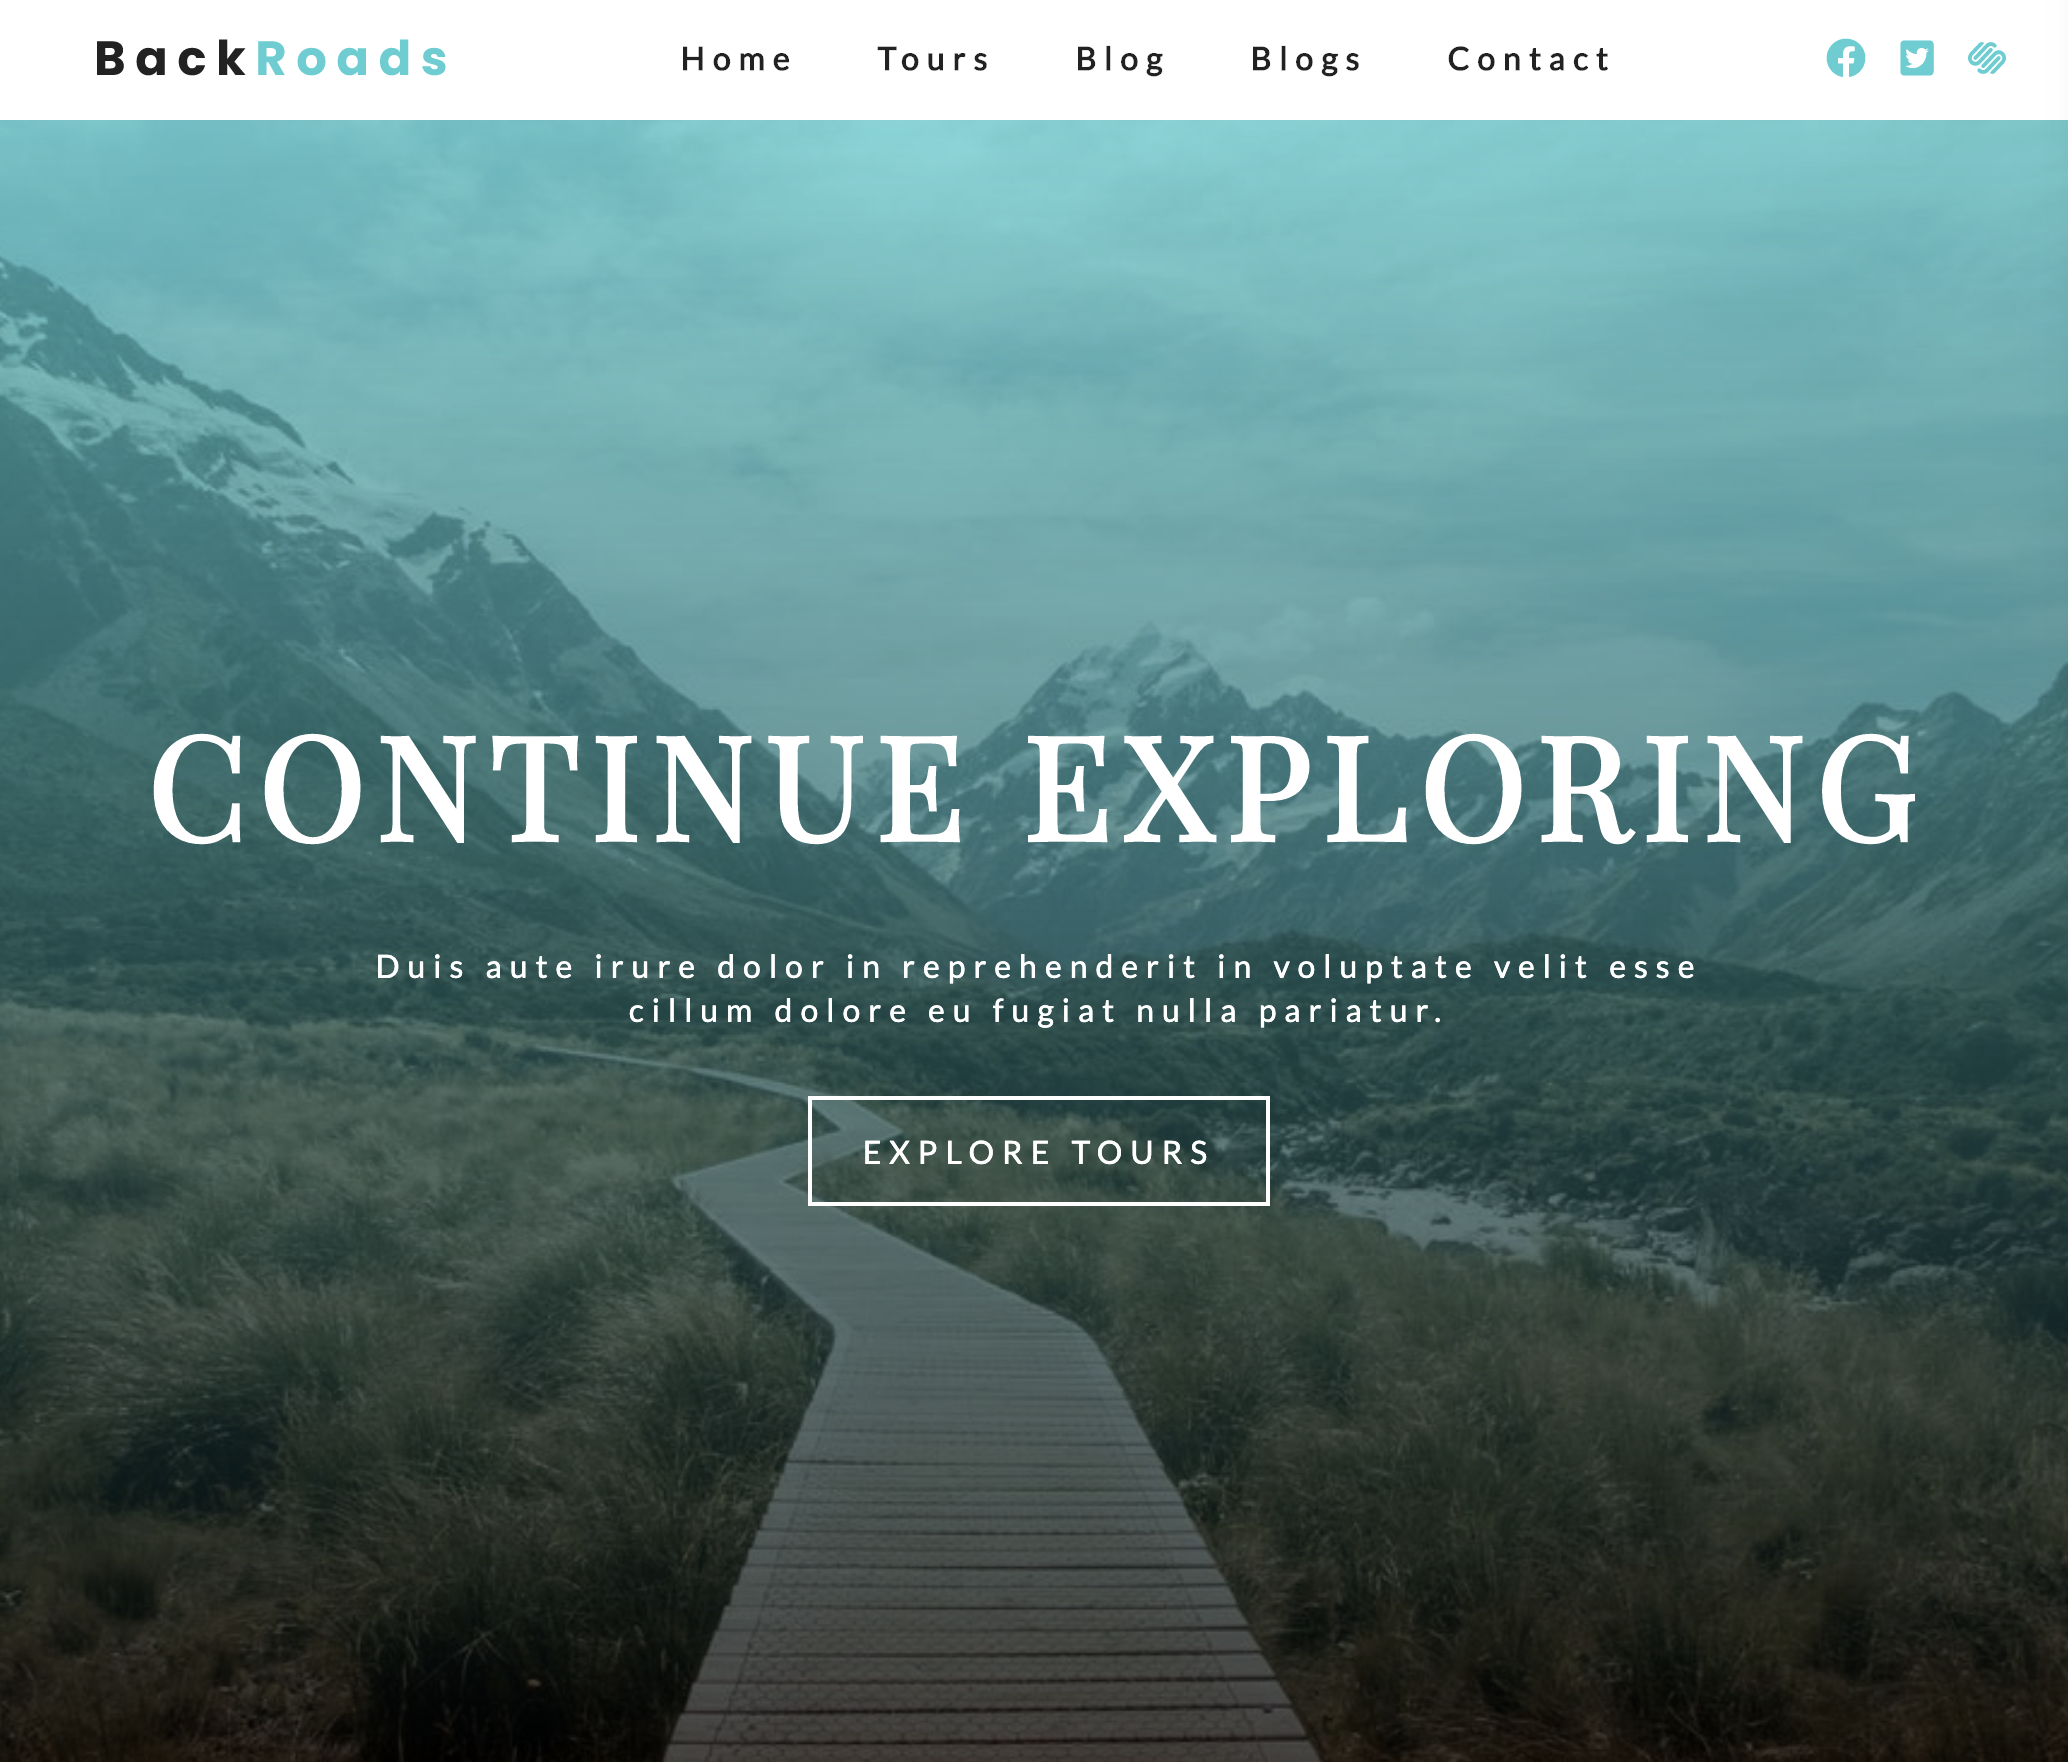 BackRoads
Home Tours Blog Blogs Contact
CONTINUE EXPLORING
Duis aute irure dolor in reprehenderit in voluptate velit esse
cillum dolore eu fugiat nulla pariatur.
EXPLORE TOURS